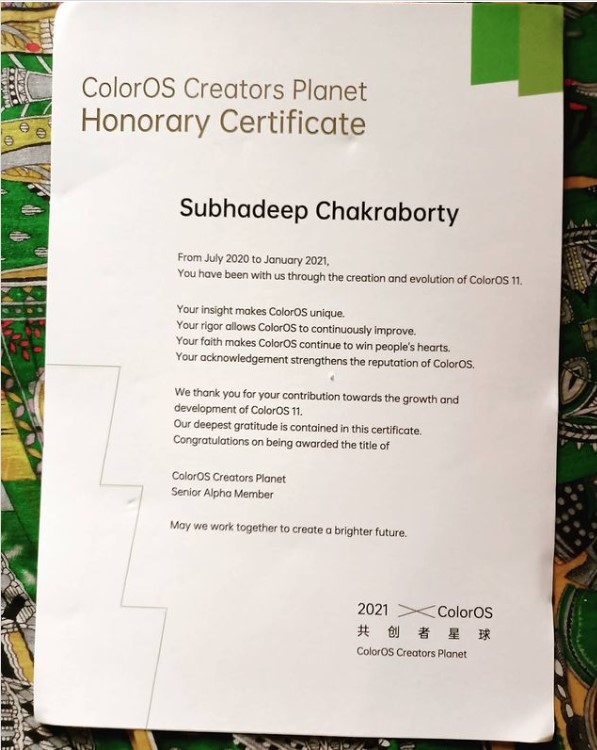 ColorOS Creators Planet
Honorary Certificate
Subhadeep Chakraborty
From July 2020 to January 2021,
You have been with us through the creation and evolution of ColorOS 11.
Your insight makes ColorOS unique.
Your rigor allows ColorOS to continuously improve.
Your faith makes ColorOS continue to win people's hearts.
Your acknowledgement strengthens the reputation of ColorOS.
We thank you for your contribution towards the growth and
development of ColorOS 11.
Our deepest gratitude is contained in this certificate.
Congratulations on being awarded the title of
ColorOS Creators Planet
Senior Alpha Member
May we work together to create a brighter future.
2021 ColorOS
共 创 者 星 球
ColorOS Creators Planet